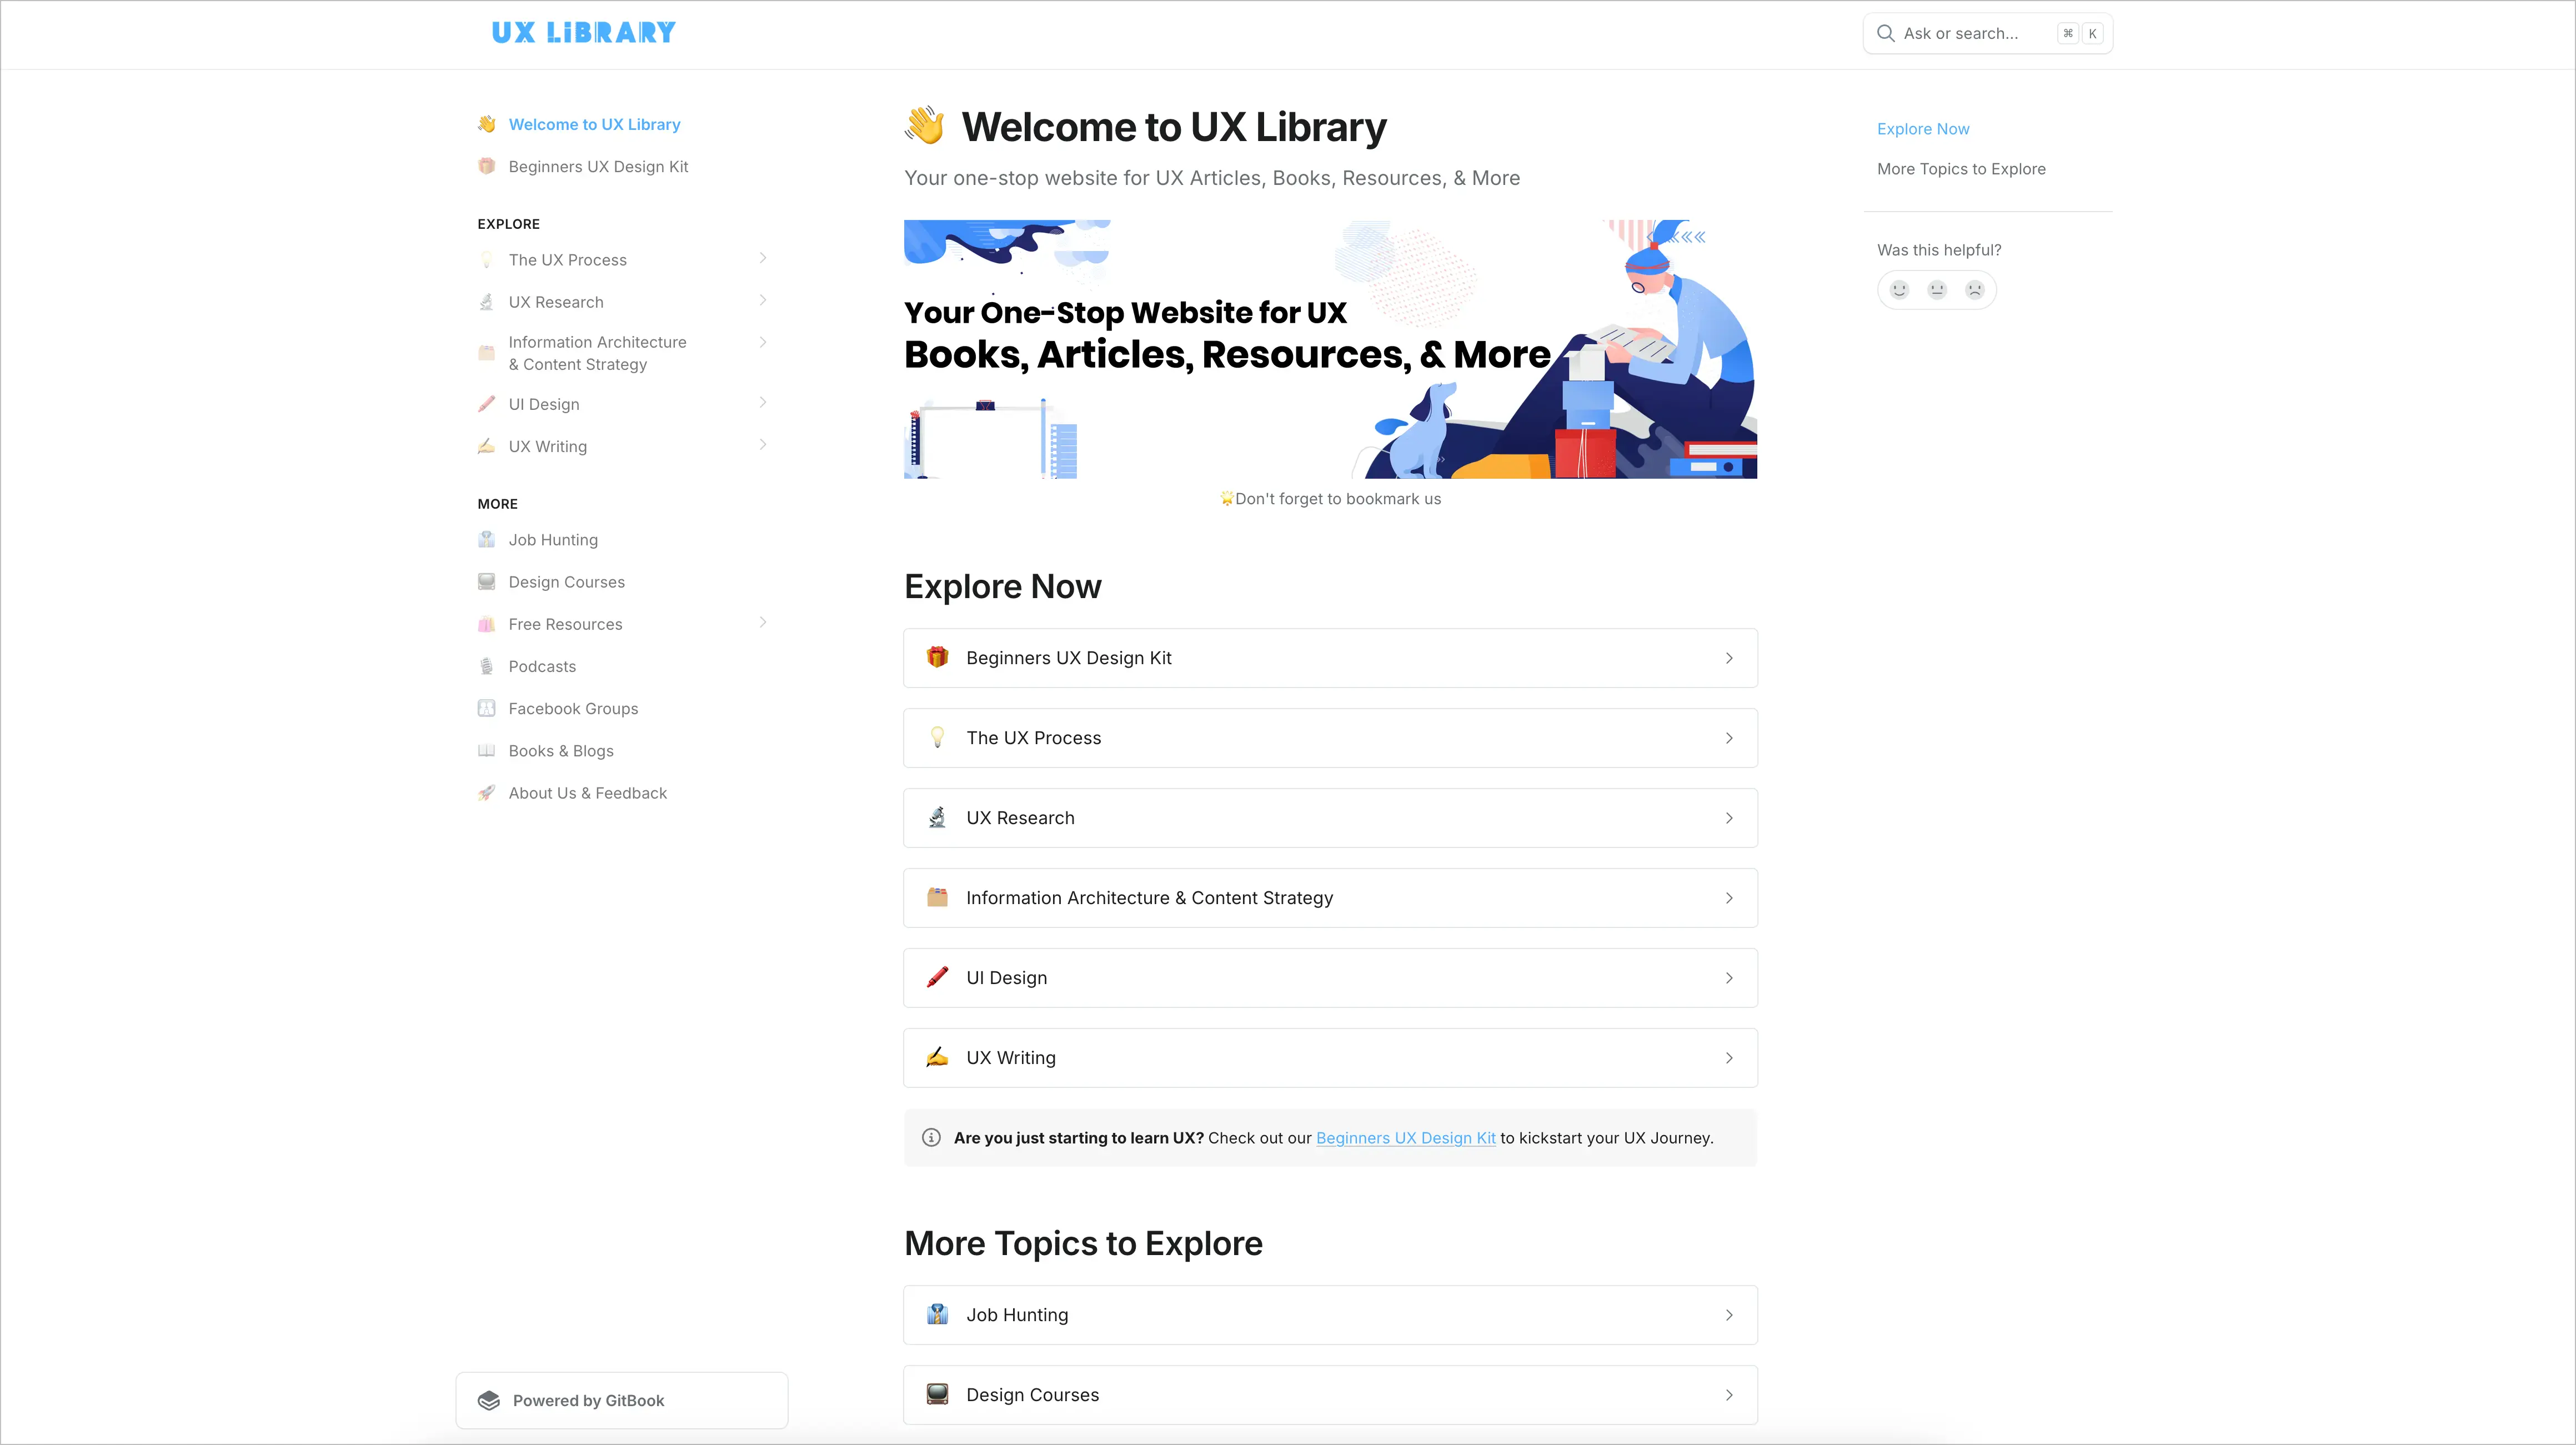 UX LiBRARY
Ask or search...
⌘ K
👋 Welcome to UX Library
Beginners UX Design Kit
EXPLORE
The UX Process
UX Research
Information Architecture
& Content Strategy
UI Design
UX Writing
MORE
Job Hunting
Design Courses
Free Resources
Podcasts
Facebook Groups
Books & Blogs
About Us & Feedback
Powered by GitBook
👋 Welcome to UX Library
Your one-stop website for UX Articles, Books, Resources, & More
Your One-Stop Website for UX
Books, Articles, Resources, & More
🌟Don't forget to bookmark us
Explore Now
Beginners UX Design Kit
The UX Process
UX Research
Information Architecture & Content Strategy
UI Design
UX Writing
Are you just starting to learn UX? Check out our Beginners UX Design Kit to kickstart your UX Journey.
More Topics to Explore
Job Hunting
Design Courses
Explore Now
More Topics to Explore
Was this helpful?